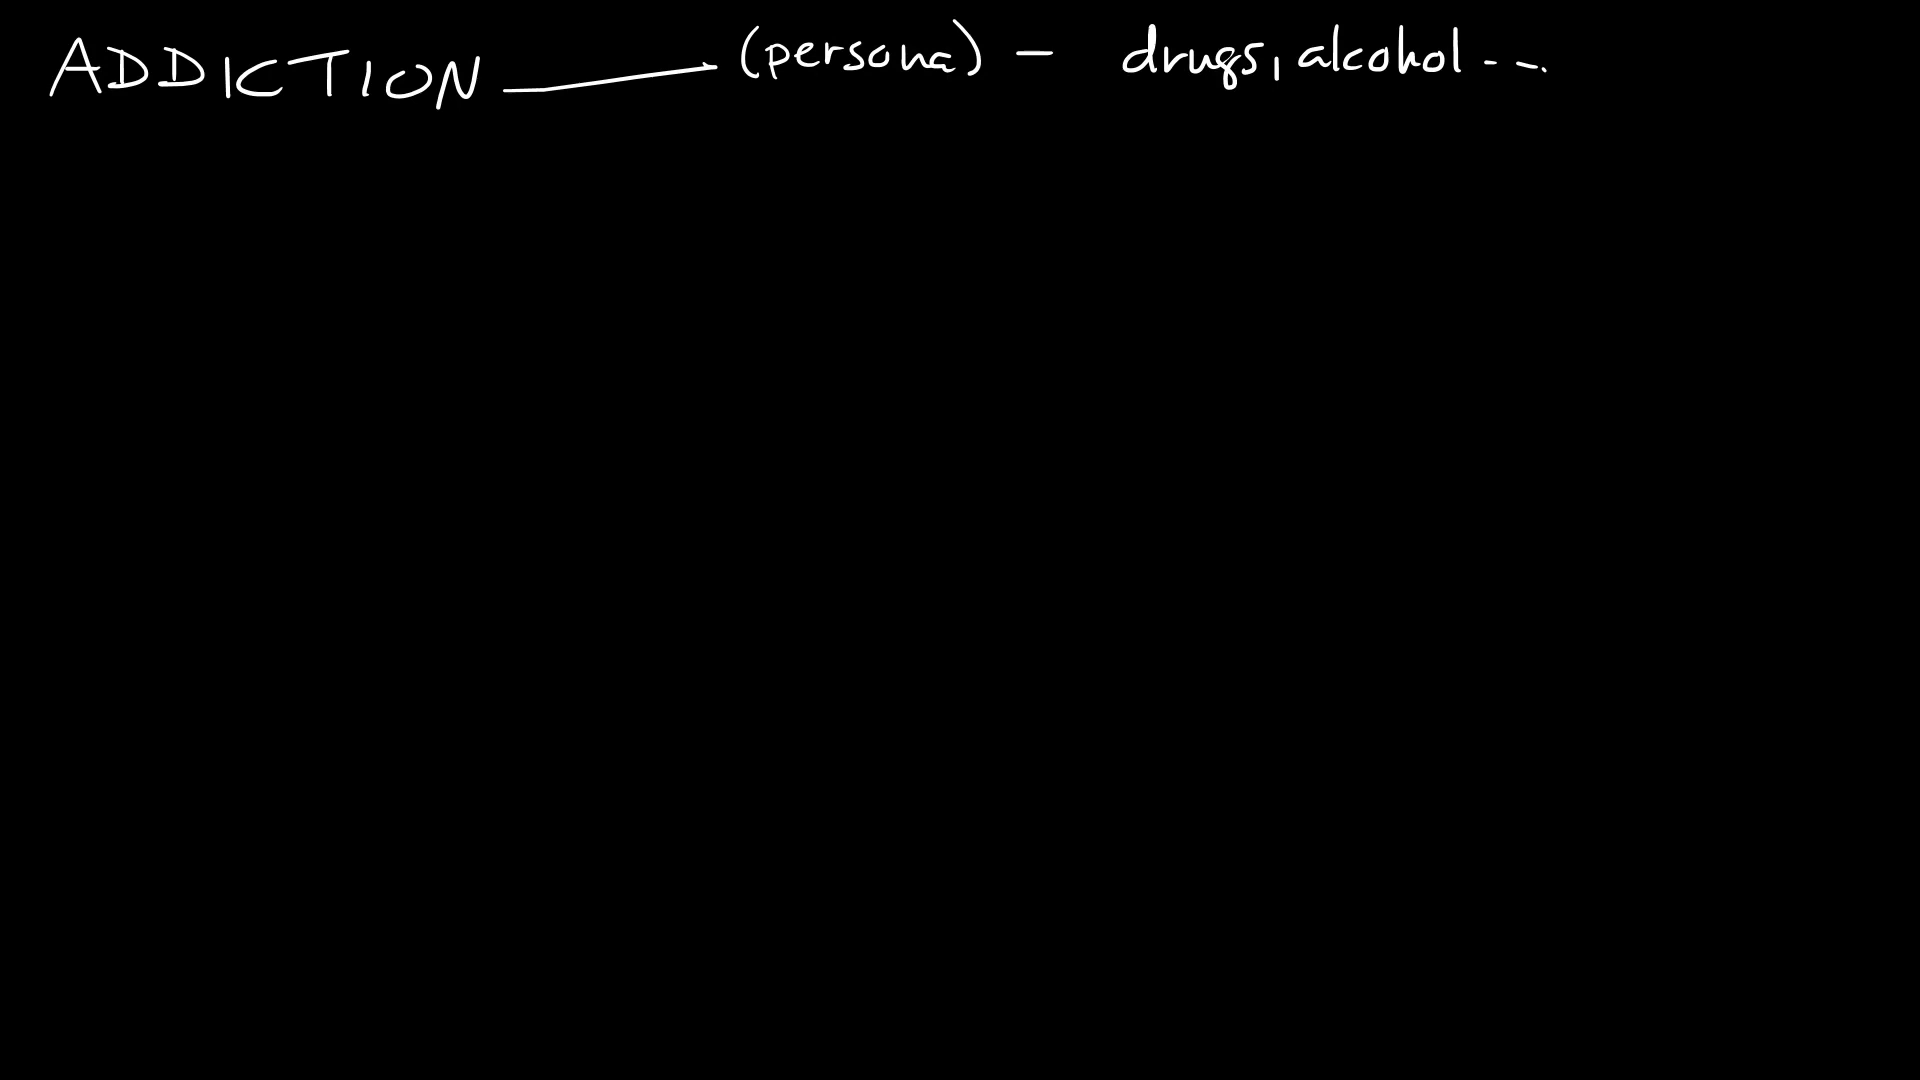 ADDICTION — (persona) - drugs, alcohol ---.